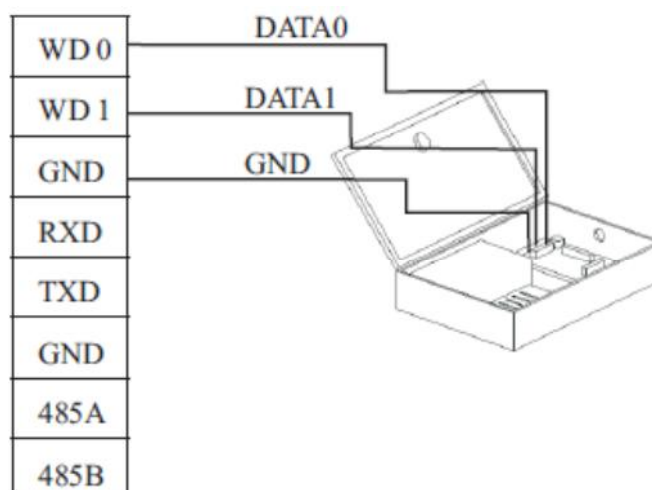 WD 0
DATA0
WD 1
DATA1
GND
GND
RXD
TXD
GND
485A
485B